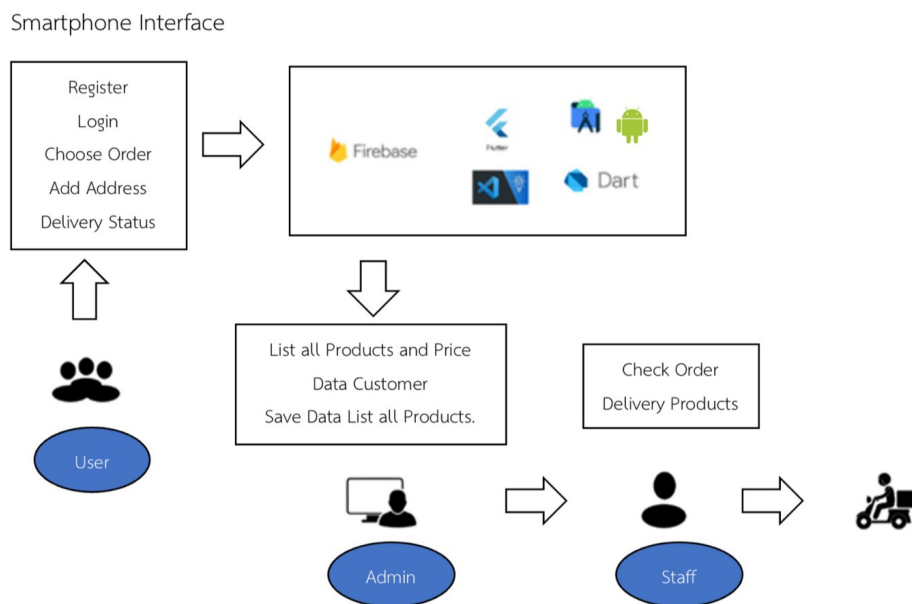 Smartphone Interface
Register
Login
Choose Order
Add Address
Delivery Status
Firebase
Flutter
Dart
List all Products and Price
Data Customer
Save Data List all Products.
Check Order
Delivery Products
User
Admin
Staff